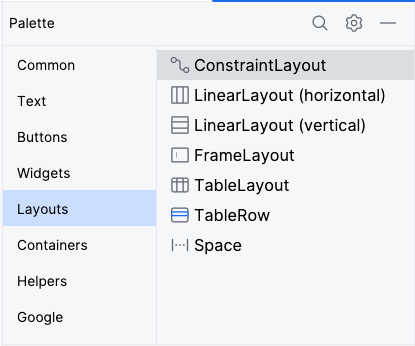 Palette
Common
Text
Buttons
Widgets
Layouts
Containers
Helpers
Google
ConstraintLayout
LinearLayout (horizontal)
LinearLayout (vertical)
FrameLayout
TableLayout
TableRow
Space